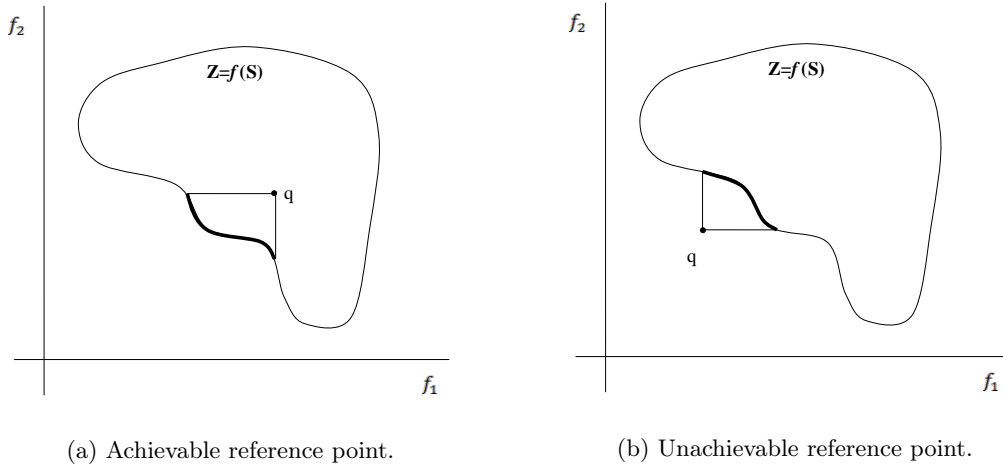 f₂
Z=f(S)
q
f₁
(a) Achievable reference point.
f₂
Z=f(S)
q
f₁
(b) Unachievable reference point.